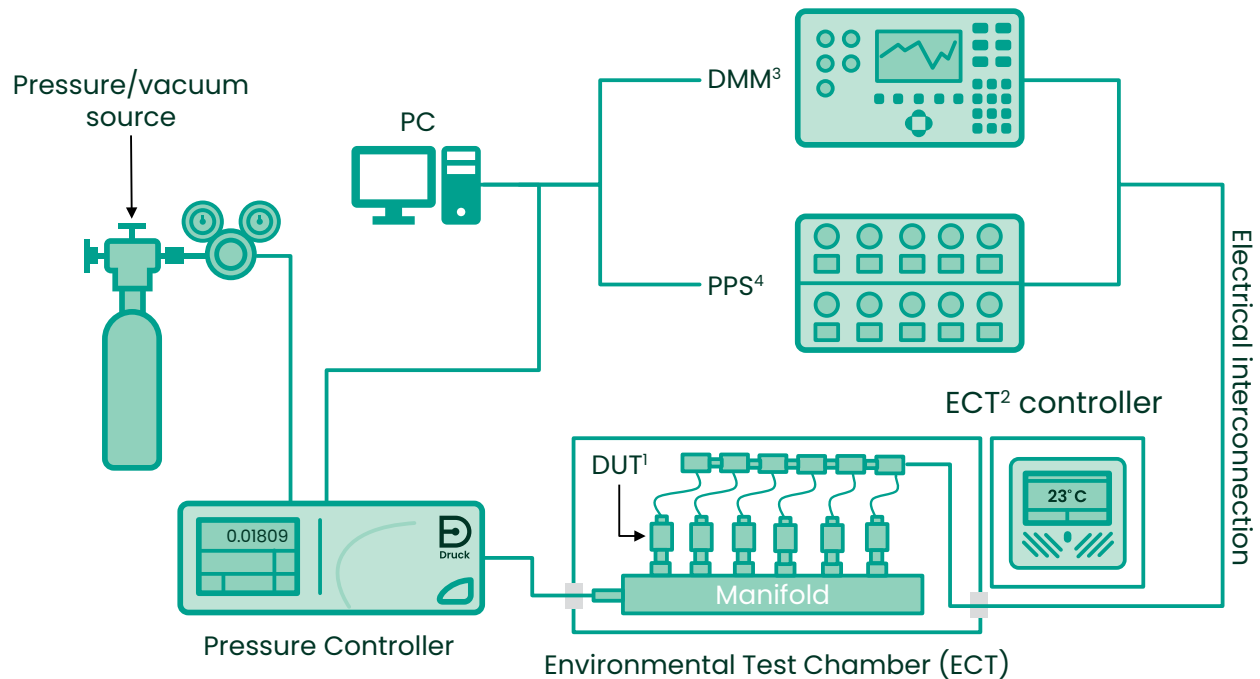 Pressure/vacuum
source
PC
DMM³
PPS⁴
Electrical interconnection
ECT² controller
23°C
DUT¹
0.01809
Druck
Manifold
Pressure Controller
Environmental Test Chamber (ECT)